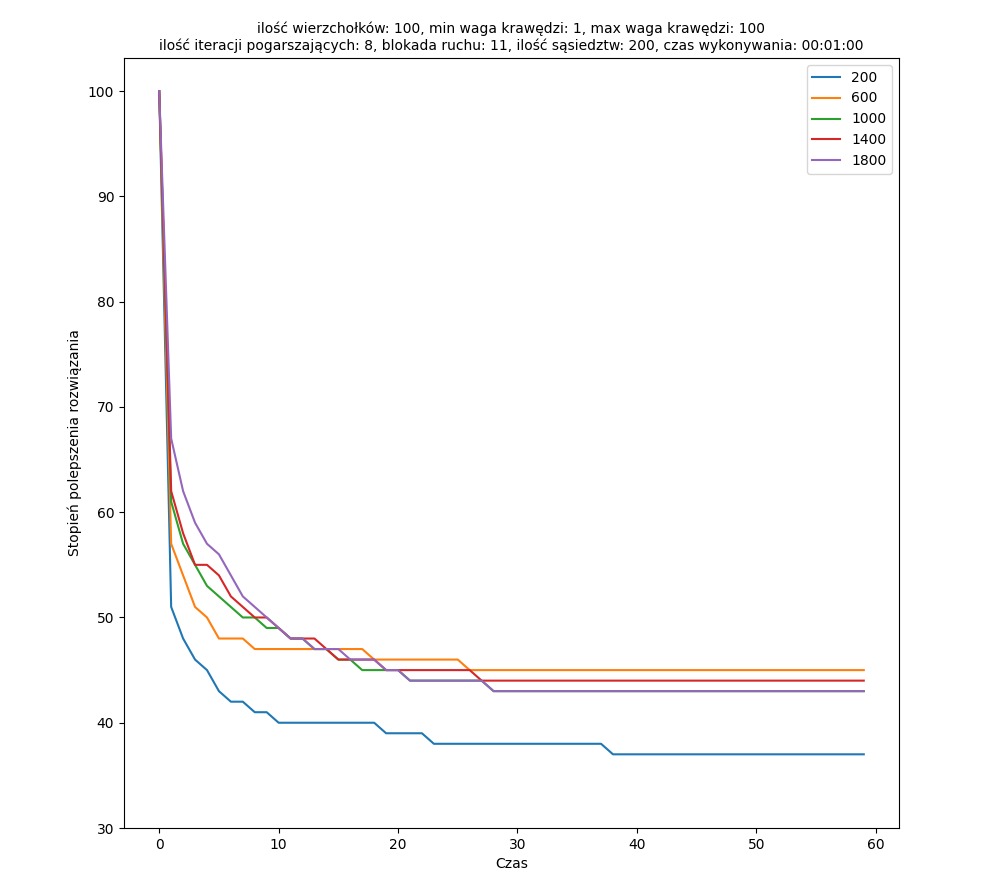 ilość wierzchołków: 100, min waga krawędzi: 1, max waga krawędzi: 100
ilość iteracji pogarszających: 8, blokada ruchu: 11, ilość sąsiedztw: 200, czas wykonywania: 00:01:00
200
600
1000
1400
1800
Stopień polepszenia rozwiązania
100
90
80
70
60
50
40
30
0 10 20 30 40 50 60
Czas